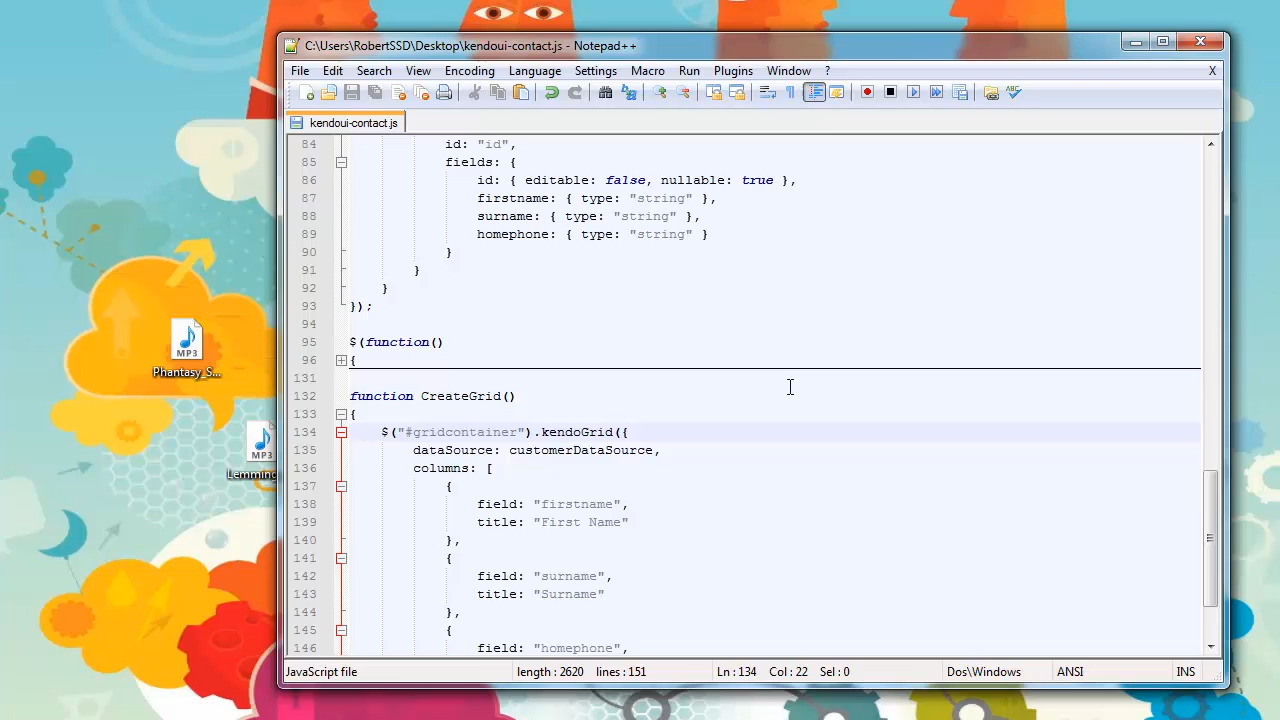 C:\Users\RobertSSD\Desktop\kendoui-contact.js - Notepad++
File Edit Search View Encoding Language Settings Macro Run Plugins Window ? X
kendoui-contact.js
84 id: "id",
85 fields: {
86 id: { editable: false, nullable: true },
87 firstname: { type: "string" },
88 surname: { type: "string" },
89 homephone: { type: "string" }
90 }
91 }
92 }
93 });
94
95 $(function()
96 {
131
132 function CreateGrid()
133 {
134 $("#gridcontainer").kendoGrid({
135 dataSource: customerDataSource,
136 columns: [
137 {
138 field: "firstname",
139 title: "First Name"
140 },
141 {
142 field: "surname",
143 title: "Surname"
144 },
145 {
146 field: "homephone",
JavaScript file length : 2620 lines : 151 Ln : 134 Col : 22 Sel : 0 Dos\Windows ANSI INS
MP3
Phantasy_S...
MP3